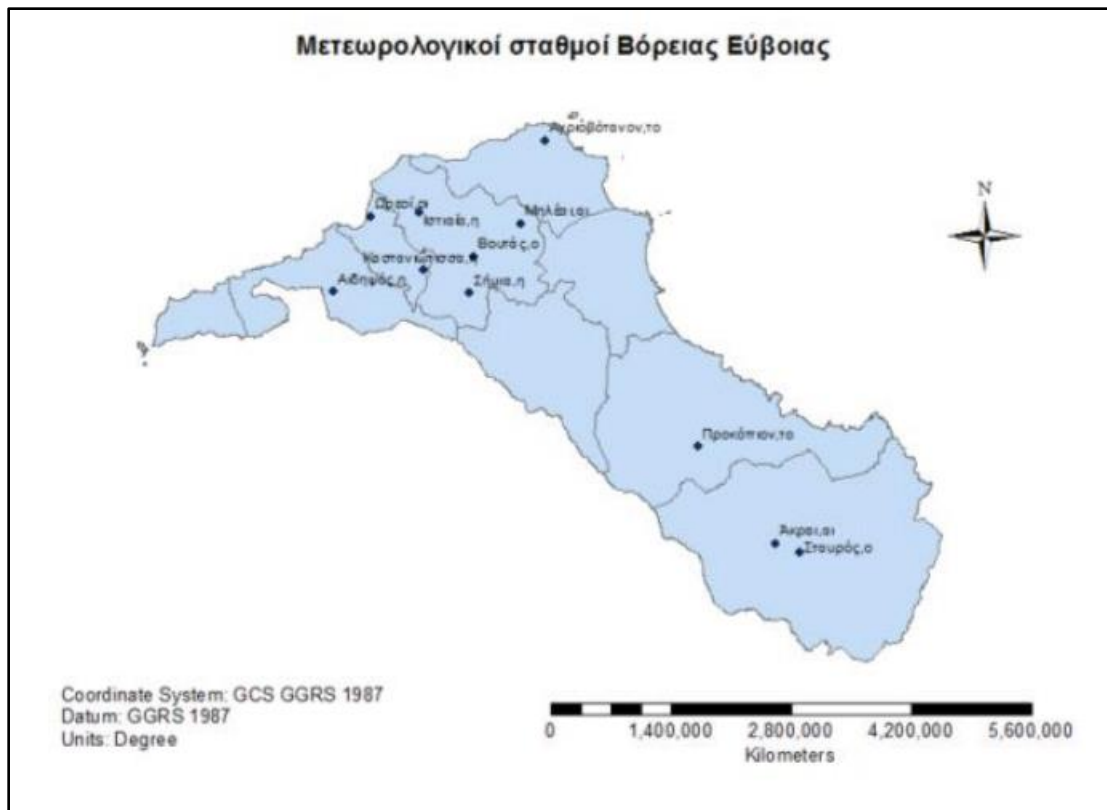 Μετεωρολογικοί σταθμοί Βόρειας Εύβοιας
Αγριόβότανον,το
N
Ωρεοί,οι
Ιστιαία,η
Μηλέαι,αι
Βουτάς,ο
Καστανιώτισσα,η
Αιδηψός,η
Σήμια,η
Προκόπιον,το
Άκραι,αι
Σταυρός,ο
Coordinate System: GCS GGRS 1987
Datum: GGRS 1987
Units: Degree
0 1,400,000 2,800,000 4,200,000 5,600,000
Kilometers